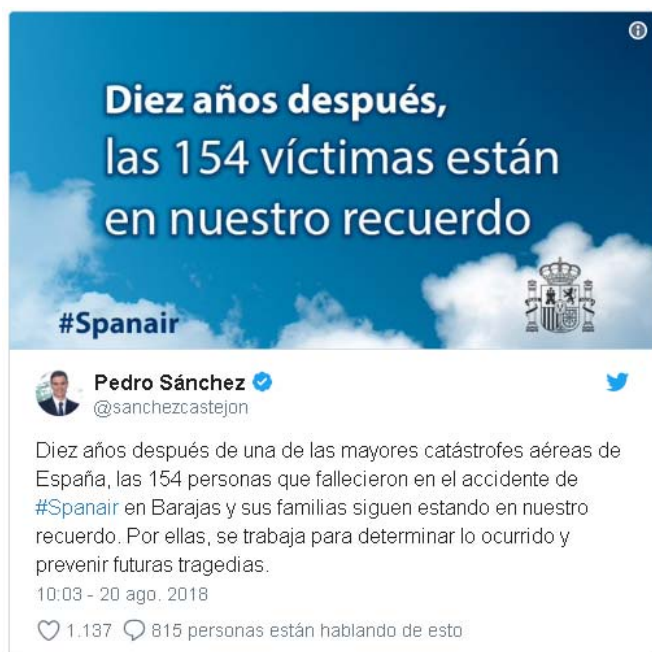 Diez años después,
las 154 víctimas están
en nuestro recuerdo
#Spanair
Pedro Sánchez
@sanchezcastejon
Diez años después de una de las mayores catástrofes aéreas de
España, las 154 personas que fallecieron en el accidente de
#Spanair en Barajas y sus familias siguen estando en nuestro
recuerdo. Por ellas, se trabaja para determinar lo ocurrido y
prevenir futuras tragedias.
10:03 - 20 ago. 2018
1.137 815 personas están hablando de esto